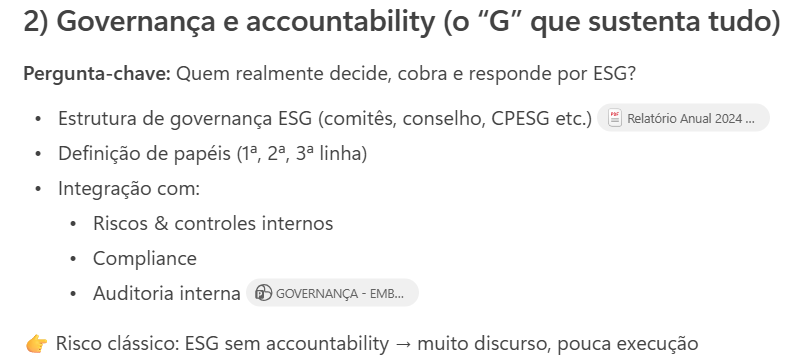 2) Governança e accountability (o “G” que sustenta tudo)
Pergunta-chave: Quem realmente decide, cobra e responde por ESG?
• Estrutura de governança ESG (comitês, conselho, CPESG etc.) Relatório Anual 2024 ...
• Definição de papéis (1ª, 2ª, 3ª linha)
• Integração com:
• Riscos & controles internos
• Compliance
• Auditoria interna GOVERNANÇA - EMB...
👉 Risco clássico: ESG sem accountability → muito discurso, pouca execução